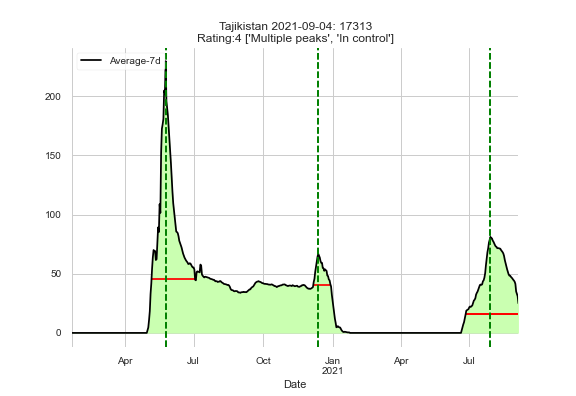 Tajikistan 2021-09-04: 17313
Rating:4 ['Multiple peaks', 'In control']
Average-7d
200
150
100
50
0
Apr
Jul
Oct
Jan
2021
Apr
Jul
Date